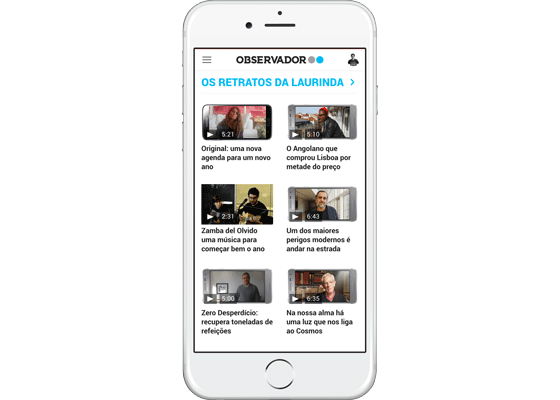 OBSERVADOR
OS RETRATOS DA LAURINDA
5:21
Original: uma nova
agenda para um novo
ano
5:10
O Angolano que
comprou Lisboa por
metade do preço
2:31
Zamba del Olvido
uma música para
começar bem o ano
6:43
Um dos maiores
perigos modernos é
andar na estrada
5:00
Zero Desperdício:
recupera toneladas de
refeições
6:35
Na nossa alma há
uma luz que nos liga
ao Cosmos